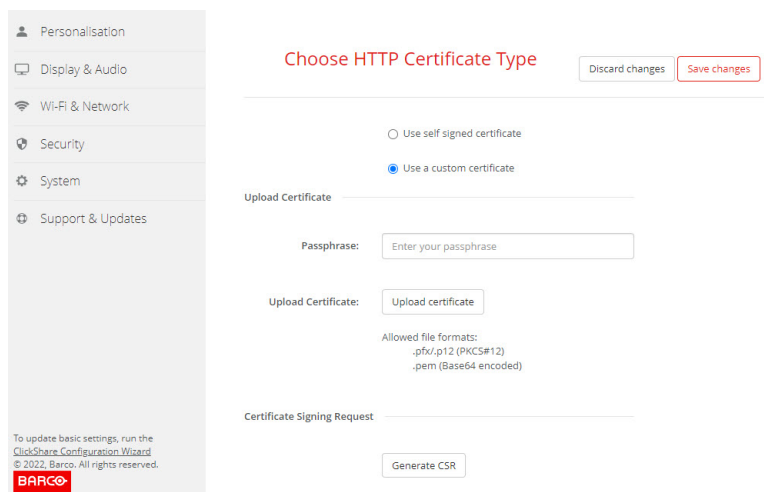 Personalisation
Display & Audio
Wi-Fi & Network
Security
System
Support & Updates
To update basic settings, run the
ClickShare Configuration Wizard
© 2022, Barco. All rights reserved.
BARCO
Choose HTTP Certificate Type
Discard changes
Save changes
Use self signed certificate
Use a custom certificate
Upload Certificate
Passphrase:
Enter your passphrase
Upload Certificate:
Upload certificate
Allowed file formats:
.pfx/.p12 (PKCS#12)
.pem (Base64 encoded)
Certificate Signing Request
Generate CSR